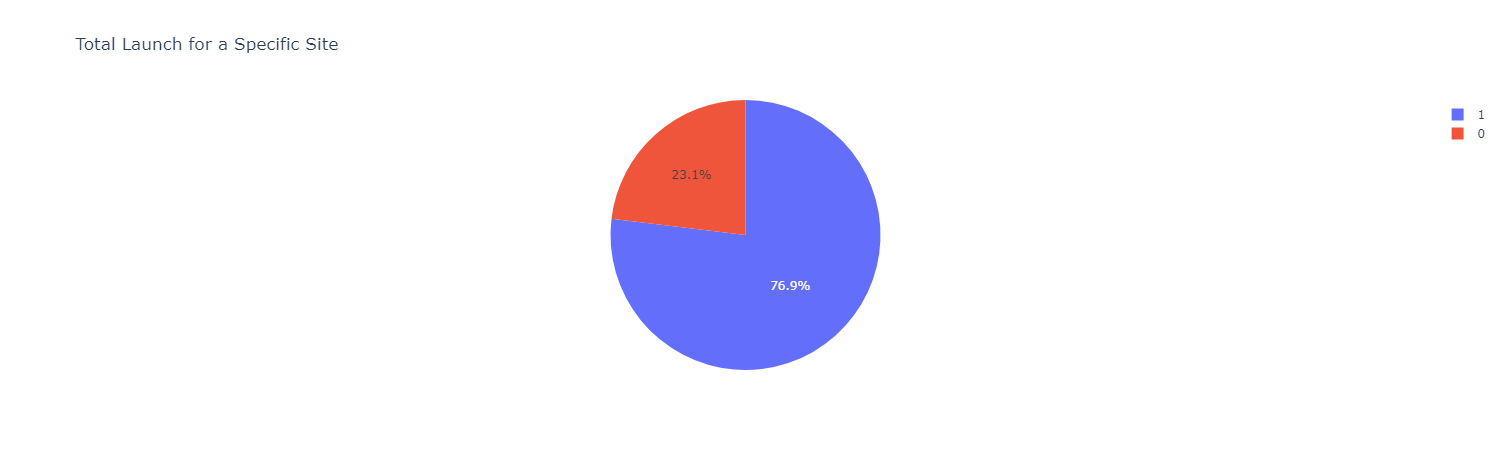 Total Launch for a Specific Site
1
0
23.1%
76.9%